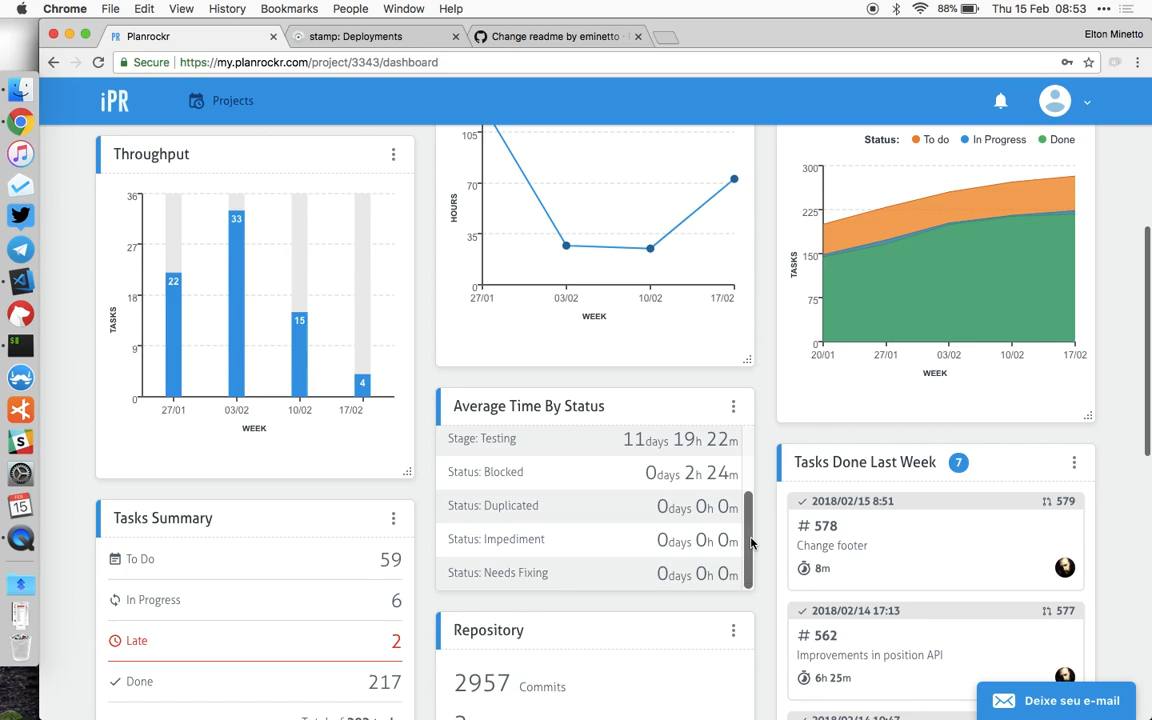 Chrome File Edit View History Bookmarks People Window Help 88% Thu 15 Feb 08:53
Planrockr
stamp: Deployments
Change readme by eminetto
Elton Minetto
Secure https://my.planrockr.com/project/3343/dashboard
iPR
Projects
Throughput
36
27
18
9
0
22
33
15
4
27/01 03/02 10/02 17/02
TASKS
WEEK
Tasks Summary
To Do 59
In Progress 6
Late 2
Done 217
105
70
35
0
HOURS
27/01 03/02 10/02 17/02
WEEK
Average Time By Status
Stage: Testing 11days 19h 22m
Status: Blocked 0days 2h 24m
Status: Duplicated 0days 0h 0m
Status: Impediment 0days 0h 0m
Status: Needs Fixing 0days 0h 0m
Repository
2957 Commits
Status: To do In Progress Done
300
225
150
75
0
TASKS
20/01 27/01 03/02 10/02 17/02
WEEK
Tasks Done Last Week 7
2018/02/15 8:51 579
# 578
Change footer
8m
2018/02/14 17:13 577
# 562
Improvements in position API
6h 25m
Deixe seu e-mail
15